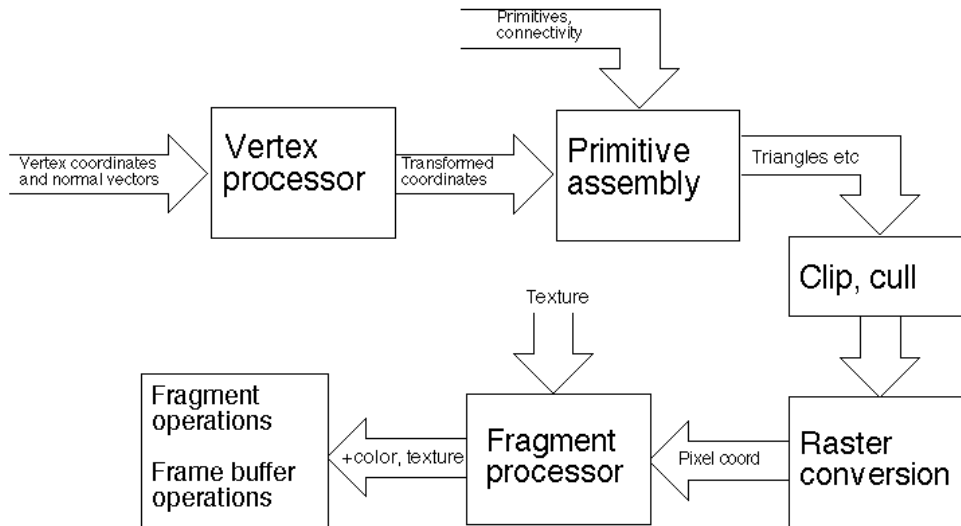 Primitives,
connectivity
Vertex coordinates
and normal vectors
Vertex
processor
Transformed
coordinates
Primitive
assembly
Triangles etc
Clip, cull
Texture
Fragment
operations
Frame buffer
operations
+color, texture
Fragment
processor
Pixel coord
Raster
conversion